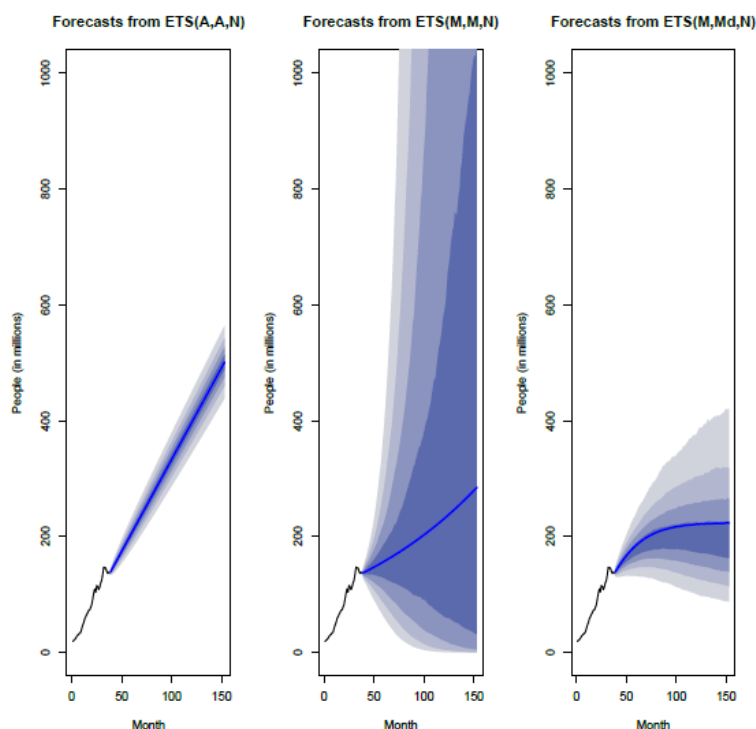 Forecasts from ETS(A,A,N)
People (in millions)
1000
800
600
400
200
0
0 50 100 150
Month
Forecasts from ETS(M,M,N)
People (in millions)
1000
800
600
400
200
0
0 50 100 150
Month
Forecasts from ETS(M,Md,N)
People (in millions)
1000
800
600
400
200
0
0 50 100 150
Month